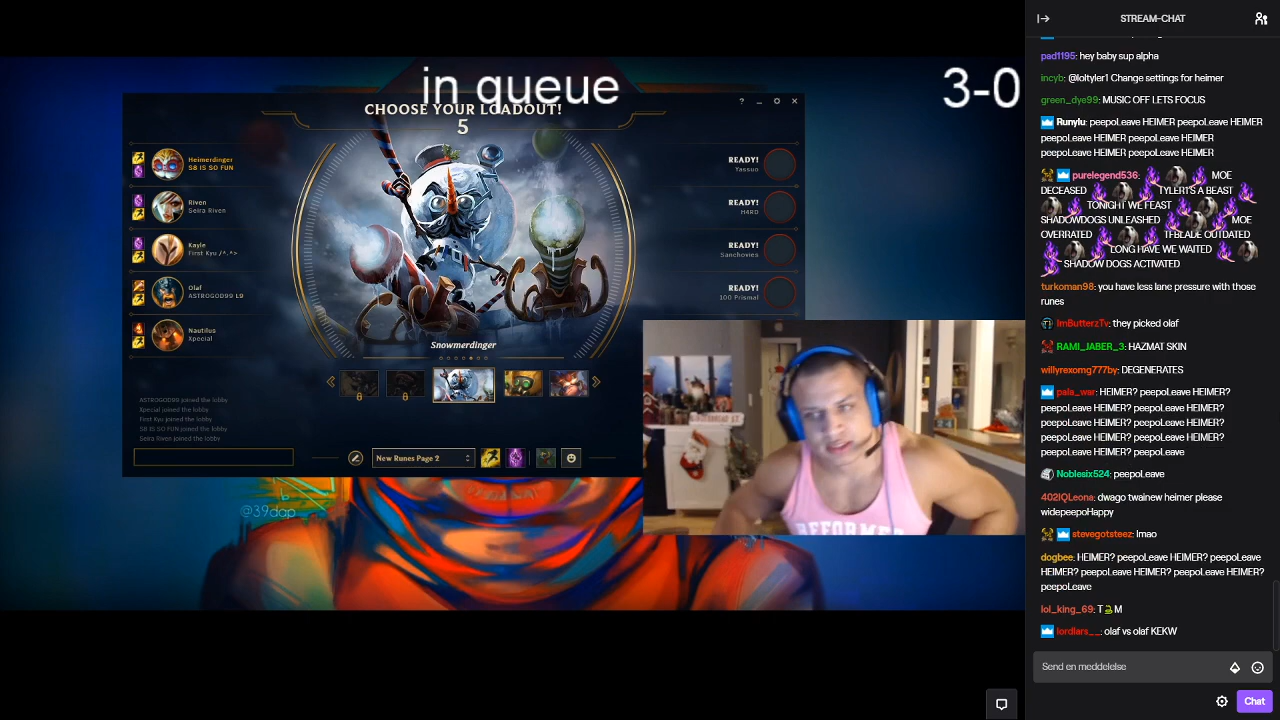 in queue
3-0
CHOOSE YOUR LOADOUT!
5
Heimerdinger
S8 IS SO FUN
Riven
Seira Riven
Kayle
First Kyu /^.^>
Olaf
ASTROGOD99 L9
Nautilus
Xpecial
READY!
Yassuo
READY!
H4RD
READY!
Sanchovies
READY!
100 Prismal
Snowmerdinger
ASTROGOD99 joined the lobby
Xpecial joined the lobby
First Kyu joined the lobby
S8 IS SO FUN joined the lobby
Seira Riven joined the lobby
New Runes Page 2
@39dap
REFORMED
STREAM-CHAT
pad1195: hey baby sup alpha
incyb: @loltyler1 Change settings for heimer
green_dye99: MUSIC OFF LETS FOCUS
Runylu: peepoLeave HEIMER peepoLeave HEIMER
peepoLeave HEIMER peepoLeave HEIMER
peepoLeave HEIMER peepoLeave HEIMER
purelegend536: MOE
DECEASED TYLER1'S A BEAST
TONIGHT WE FEAST
SHADOWDOGS UNLEASHED MOE
OVERRATED TFBLADE OUTDATED
LONG HAVE WE WAITED
SHADOW DOGS ACTIVATED
turkoman98: you have less lane pressure with those
runes
ImButterzTv: they picked olaf
RAMI_JABER_3: HAZMAT SKIN
willyrexomg777by: DEGENERATES
pala_war: HEIMER? peepoLeave HEIMER?
peepoLeave HEIMER? peepoLeave HEIMER?
peepoLeave HEIMER? peepoLeave HEIMER?
peepoLeave HEIMER? peepoLeave HEIMER?
peepoLeave HEIMER? peepoLeave
Noblesix524: peepoLeave
402IQLeona: dwago twainew heimer please
widepeepoHappy
stevegotsteez: lmao
dogbee: HEIMER? peepoLeave HEIMER? peepoLeave
HEIMER? peepoLeave HEIMER? peepoLeave HEIMER?
peepoLeave
lol_king_69: T🐍M
lordlars__: olaf vs olaf KEKW
Send en meddelelse
Chat